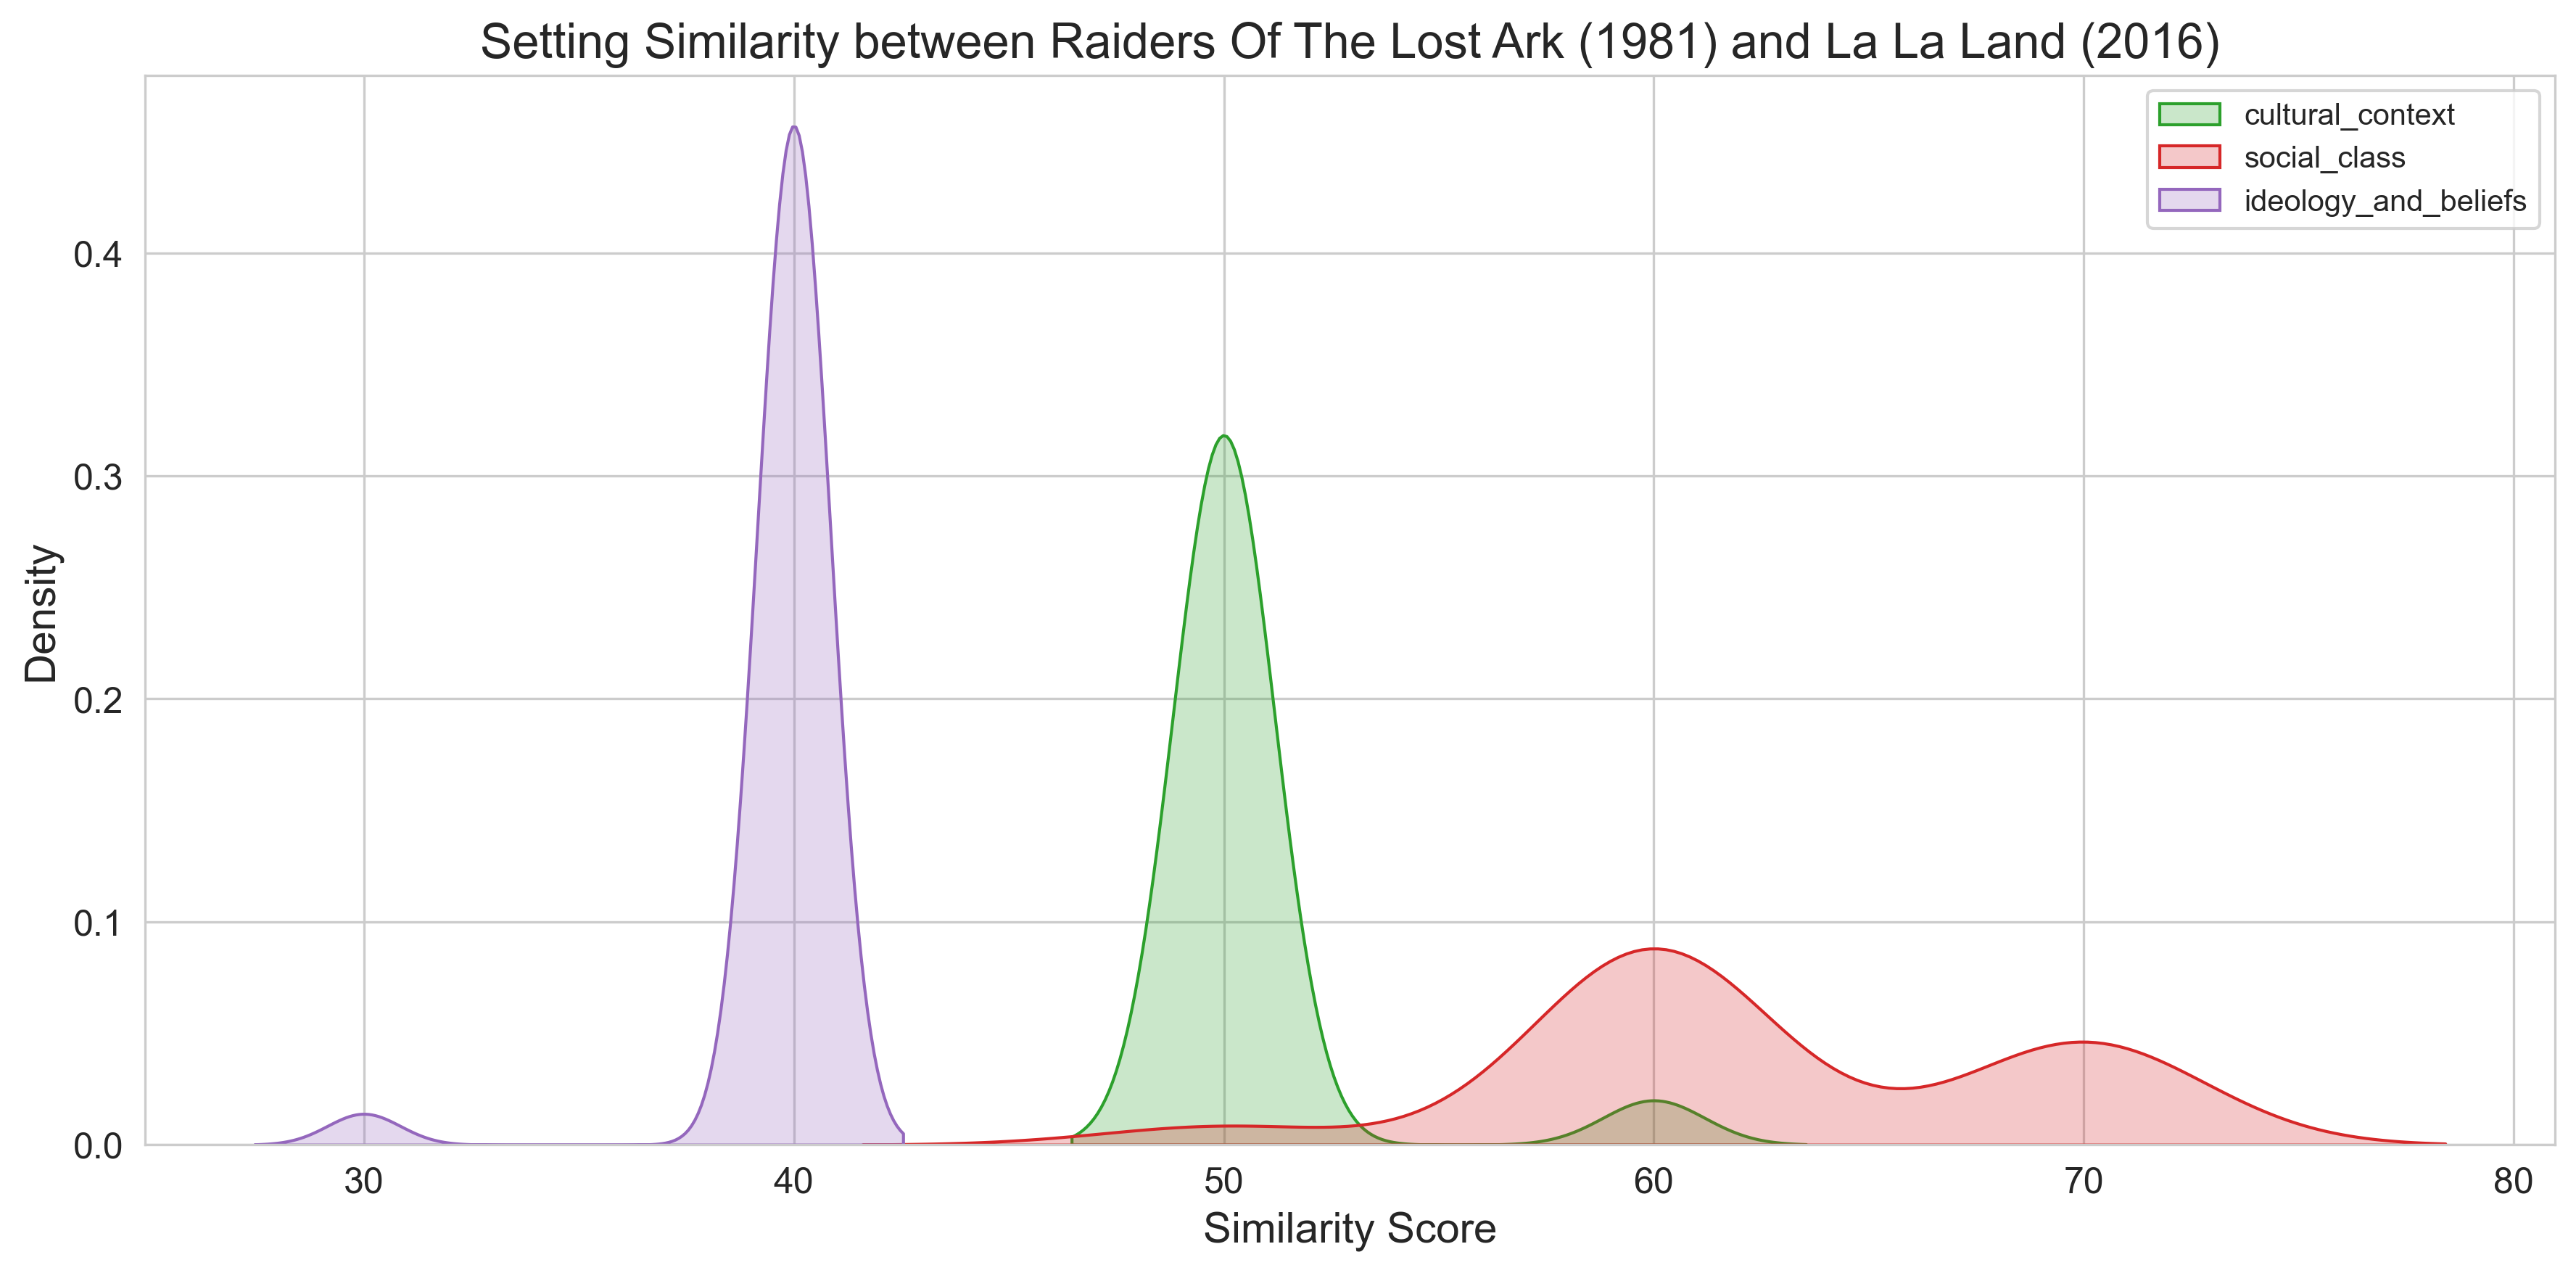 Setting Similarity between Raiders Of The Lost Ark (1981) and La La Land (2016)
cultural_context
social_class
ideology_and_beliefs
Density
0.4
0.3
0.2
0.1
0.0
30 40 50 60 70 80
Similarity Score